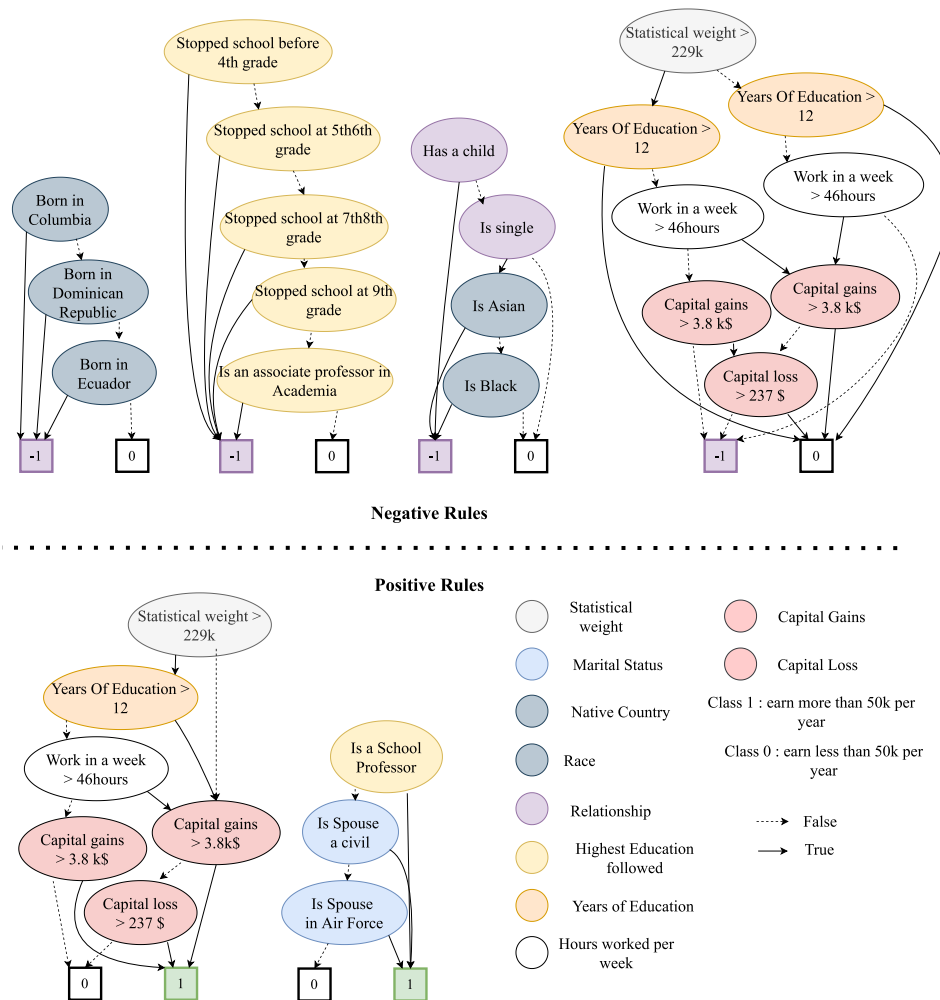 Stopped school before
4th grade
Stopped school at 5th6th
grade
Stopped school at 7th8th
grade
Stopped school at 9th
grade
Is an associate professor in
Academia
-1
0
Born in
Columbia
Born in
Dominican
Republic
Born in
Ecuador
-1
0
Has a child
Is single
Is Asian
Is Black
-1
0
Statistical weight >
229k
Years Of Education >
12
Years Of Education >
12
Work in a week
> 46hours
Work in a week
> 46hours
Capital gains
> 3.8 k$
Capital gains
> 3.8 k$
Capital loss
> 237 $
-1
0
Negative Rules
Positive Rules
Statistical weight >
229k
Years Of Education >
12
Work in a week
> 46hours
Capital gains
> 3.8 k$
Capital gains
> 3.8k$
Capital loss
> 237 $
0
1
Is a School
Professor
Is Spouse
a civil
Is Spouse
in Air Force
0
1
Statistical
weight
Marital Status
Native Country
Race
Relationship
Highest Education
followed
Years of Education
Hours worked per
week
Capital Gains
Capital Loss
Class 1 : earn more than 50k per
year
Class 0 : earn less than 50k per
year
False
True